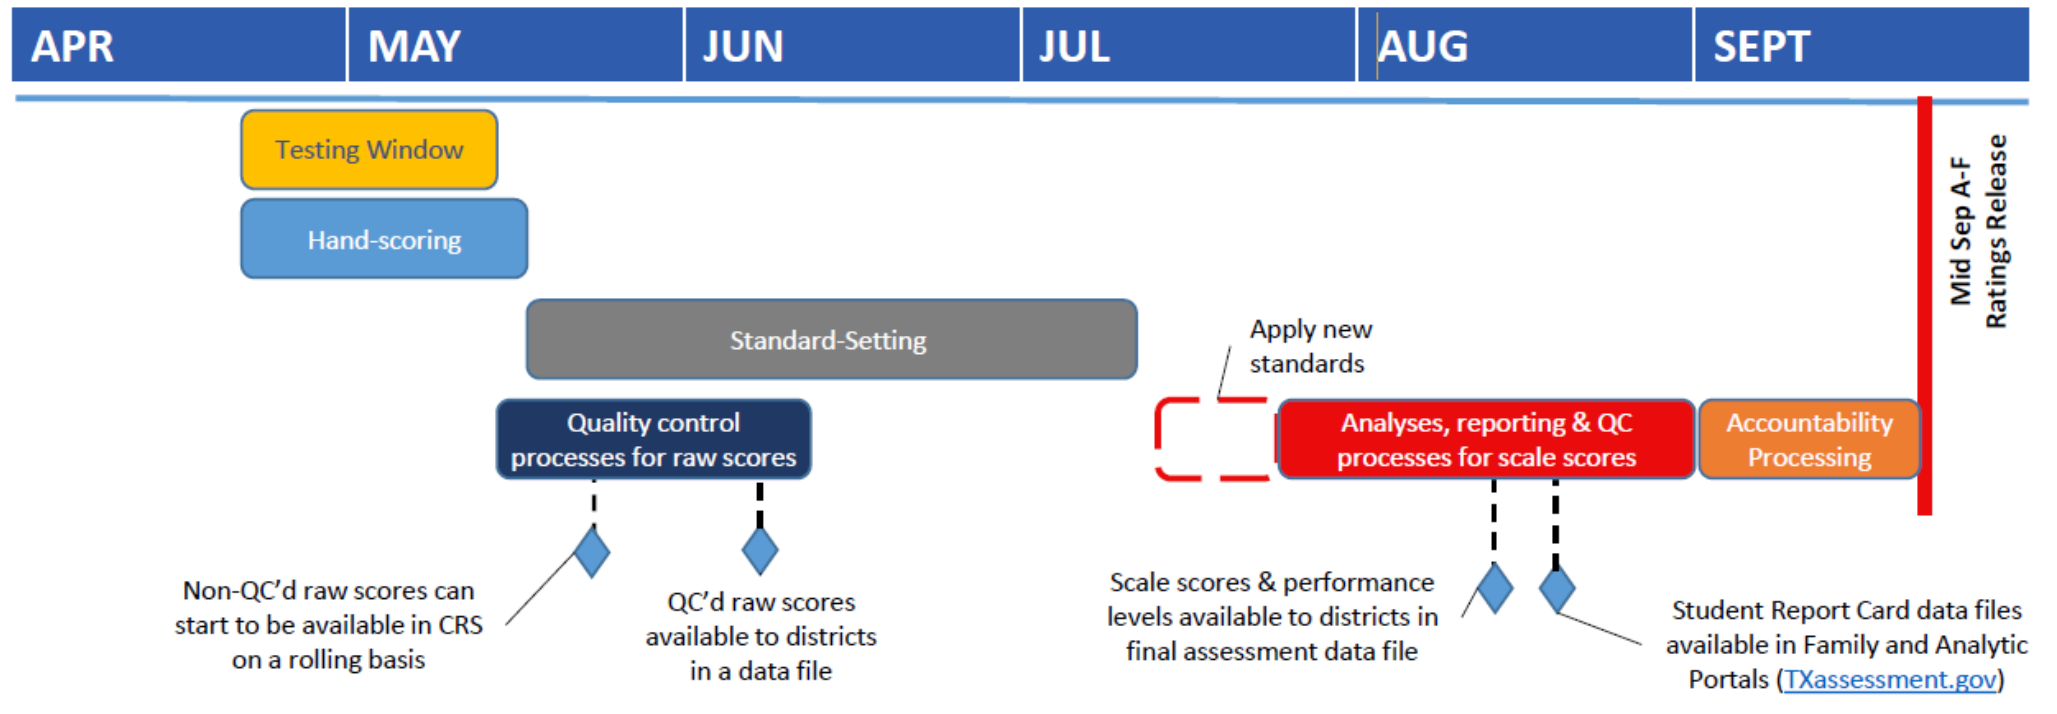 APR
MAY
JUN
JUL
AUG
SEPT
Testing Window
Hand-scoring
Standard-Setting
Apply new
standards
Quality control
processes for raw scores
Analyses, reporting & QC
processes for scale scores
Accountability
Processing
Mid Sep A-F
Ratings Release
Non-QC’d raw scores can
start to be available in CRS
on a rolling basis
QC’d raw scores
available to districts
in a data file
Scale scores & performance
levels available to districts in
final assessment data file
Student Report Card data files
available in Family and Analytic
Portals (TXassessment.gov)